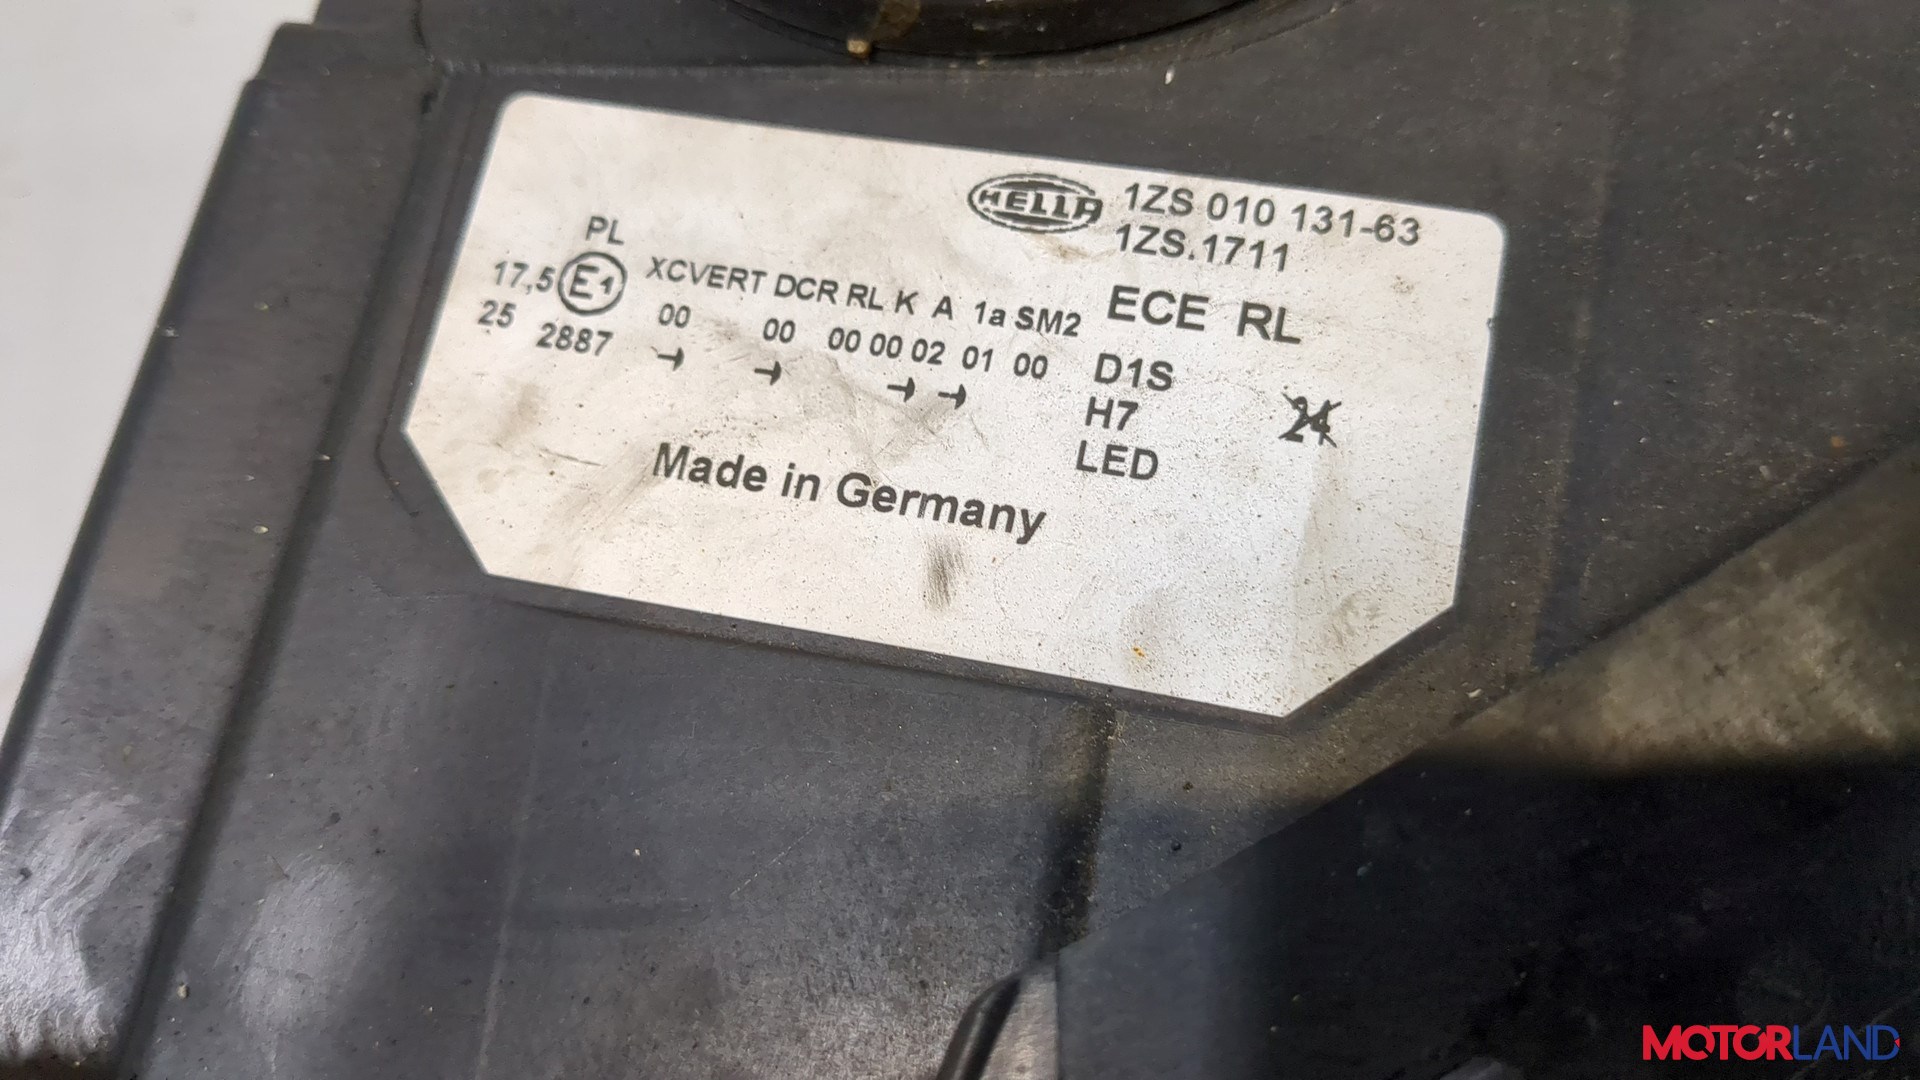 HELLA 1ZS 010 131-63
1ZS.1711
PL
17,5 E1 XCVERT DCR RL K A 1a SM2 ECE RL
25 2887 00 00 00 00 02 01 00 D1S
→ → → → H7 24
LED
Made in Germany
MOTORLAND